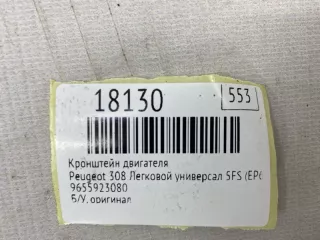 18130
553
Кронштейн двигателя
Peugeot 308 Легковой универсал 5FS (EP6
9655923080
Б/У, оригинал